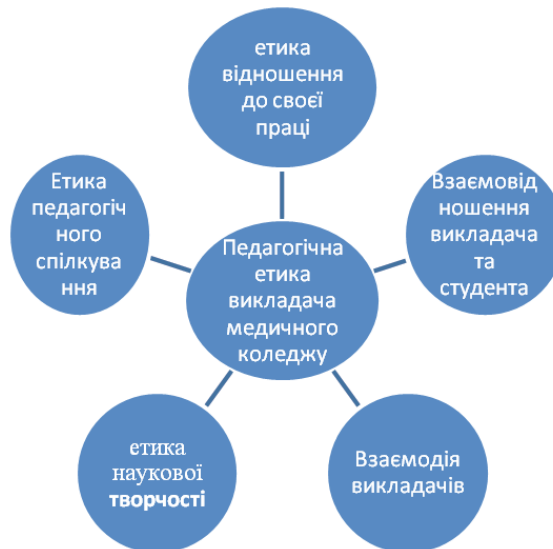 етика
відношення
до своєї
праці
Етика
педагогіч
ного
спілкува
ння
Взаємовід
ношення
викладача
та
студента
Педагогічна
етика
викладача
медичного
коледжу
етика
наукової
творчості
Взаємодія
викладачів